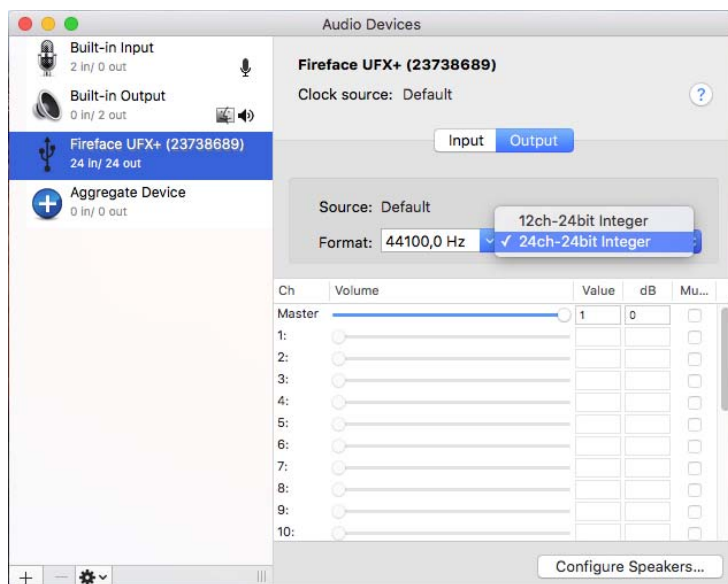 Audio Devices
Built-in Input
2 in/ 0 out
Built-in Output
0 in/ 2 out
Fireface UFX+ (23738689)
24 in/ 24 out
Aggregate Device
0 in/ 0 out
Fireface UFX+ (23738689)
Clock source: Default
?
Input Output
Source: Default
12ch-24bit Integer
Format: 44100,0 Hz ✓ 24ch-24bit Integer
Ch Volume Value dB Mu...
Master 1 0
1:
2:
3:
4:
5:
6:
7:
8:
9:
10:
Configure Speakers...